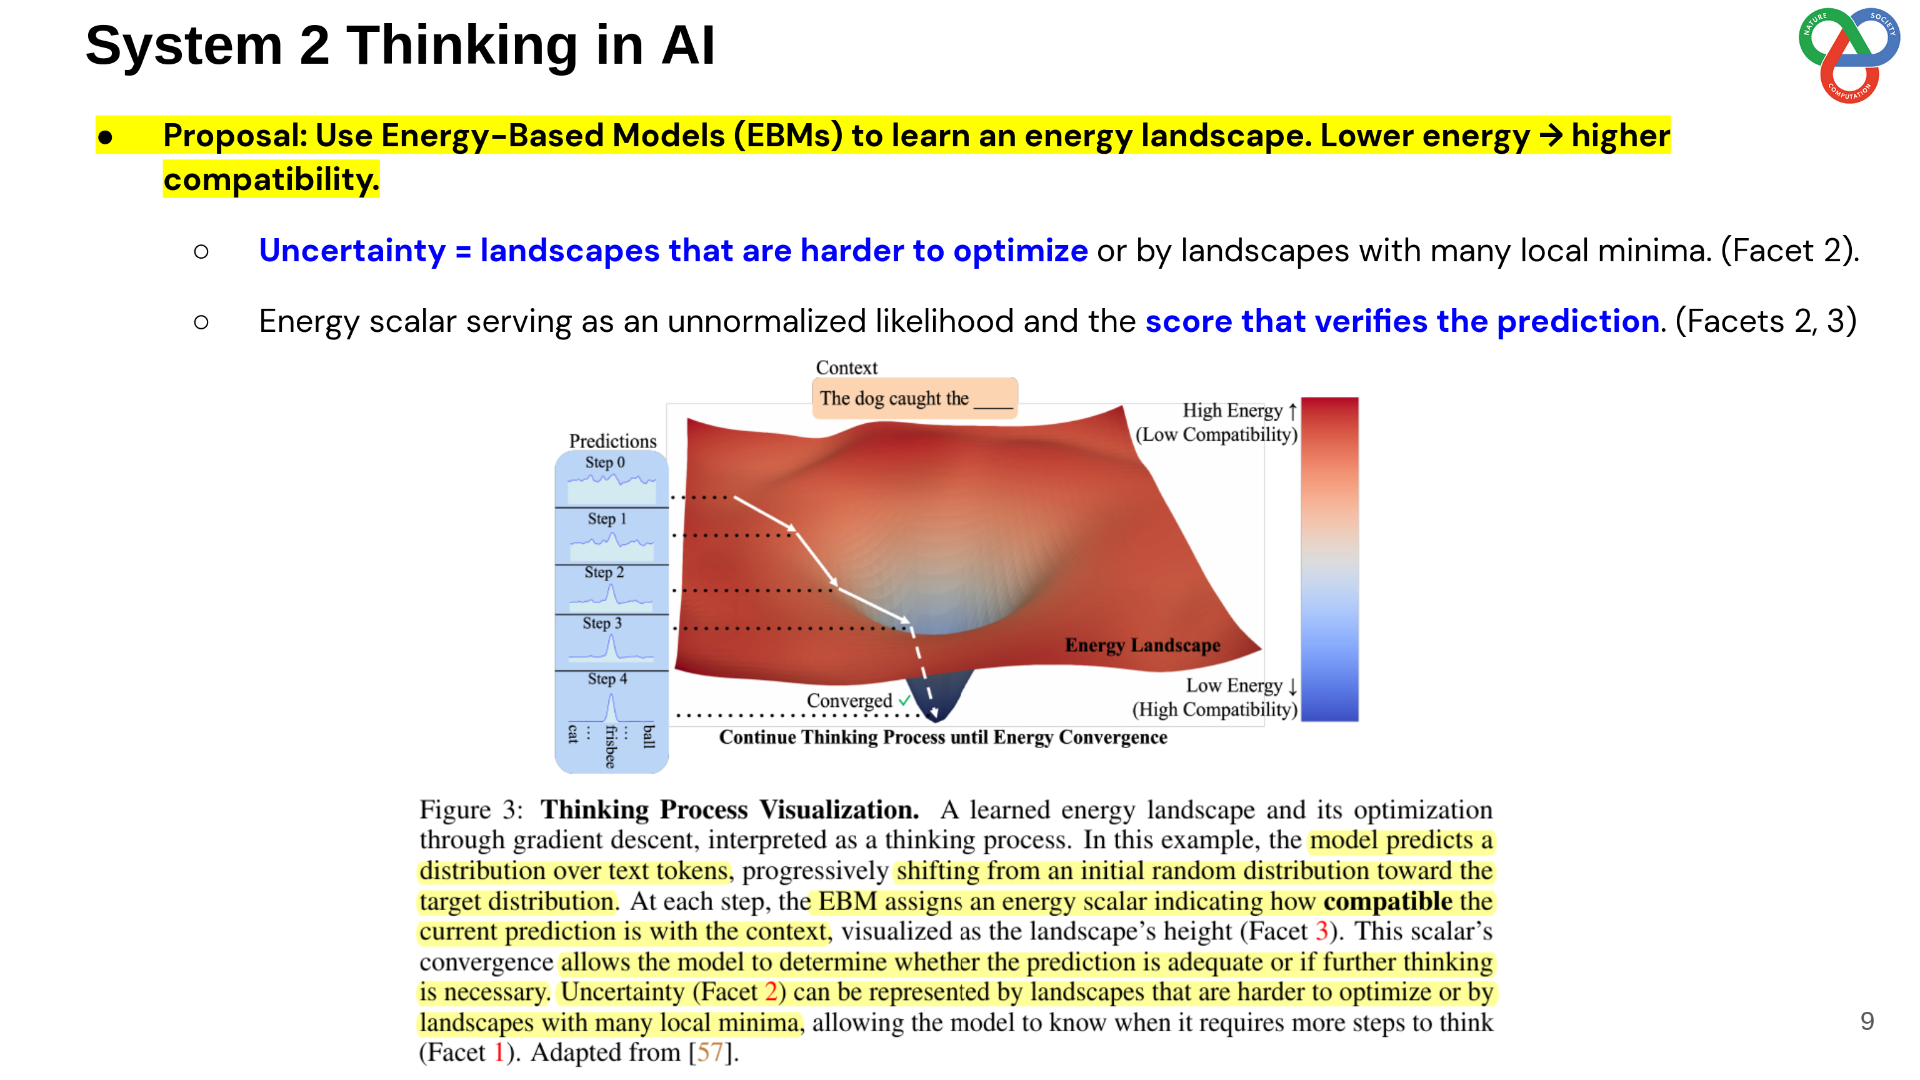 System 2 Thinking in AI
NATURE SOCIETY COMPUTATION
● Proposal: Use Energy-Based Models (EBMs) to learn an energy landscape. Lower energy → higher
compatibility.
○ Uncertainty = landscapes that are harder to optimize or by landscapes with many local minima. (Facet 2).
○ Energy scalar serving as an unnormalized likelihood and the score that verifies the prediction. (Facets 2, 3)
Context
The dog caught the ____
Predictions
Step 0
Step 1
Step 2
Step 3
Step 4
cat
...
frisbee
...
ball
High Energy ↑
(Low Compatibility)
Energy Landscape
Low Energy ↓
(High Compatibility)
Converged ✓
Continue Thinking Process until Energy Convergence
Figure 3: Thinking Process Visualization. A learned energy landscape and its optimization
through gradient descent, interpreted as a thinking process. In this example, the model predicts a
distribution over text tokens, progressively shifting from an initial random distribution toward the
target distribution. At each step, the EBM assigns an energy scalar indicating how compatible the
current prediction is with the context, visualized as the landscape's height (Facet 3). This scalar's
convergence allows the model to determine whether the prediction is adequate or if further thinking
is necessary. Uncertainty (Facet 2) can be represented by landscapes that are harder to optimize or by
landscapes with many local minima, allowing the model to know when it requires more steps to think
(Facet 1). Adapted from [57].
9